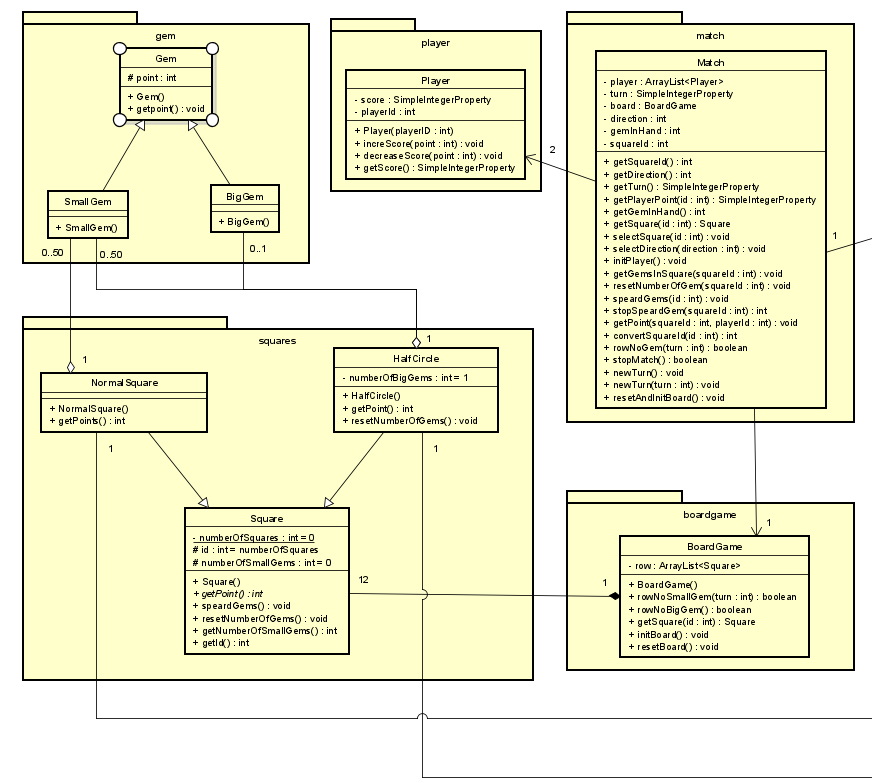 gem
Gem
# point : int
+ Gem()
+ getpoint() : void
SmallGem
+ SmallGem()
BigGem
+ BigGem()
0..50
0..50
0..1
player
Player
- score : SimpleIntegerProperty
- playerId : int
+ Player(playerID : int)
+ increScore(point : int) : void
+ decreaseScore(point : int) : void
+ getScore() : SimpleIntegerProperty
2
match
Match
- player : ArrayList<Player>
- turn : SimpleIntegerProperty
- board : BoardGame
- direction : int
- gemInHand : int
- squareId : int
+ getSquareId() : int
+ getDirection() : int
+ getTurn() : SimpleIntegerProperty
+ getPlayerPoint(id : int) : SimpleIntegerProperty
+ getGemInHand() : int
+ getSquare(id : int) : Square
+ selectSquare(id : int) : void
+ selectDirection(direction : int) : void
+ initPlayer() : void
+ getGemsInSquare(squareId : int) : void
+ resetNumberOfGem(squareId : int) : void
+ speardGems(id : int) : void
+ stopSpeardGem(squareId : int) : int
+ getPoint(squareId : int, playerId : int) : void
+ convertSquareId(id : int) : int
+ rowNoGem(turn : int) : boolean
+ stopMatch() : boolean
+ newTurn() : void
+ newTurn(turn : int) : void
+ resetAndInitBoard() : void
1
squares
1
1
NormalSquare
+ NormalSquare()
+ getPoints() : int
1
HalfCircle
- numberOfBigGems : int = 1
+ HalfCircle()
+ getPoint() : int
+ resetNumberOfGems() : void
1
Square
- numberOfSquares : int = 0
# id : int = numberOfSquares
# numberOfSmallGems : int = 0
+ Square()
+ getPoint() : int
+ speardGems() : void
+ resetNumberOfGems() : void
+ getNumberOfSmallGems() : int
+ getId() : int
12
1
boardgame
1
BoardGame
- row : ArrayList<Square>
+ BoardGame()
+ rowNoSmallGem(turn : int) : boolean
+ rowNoBigGem() : boolean
+ getSquare(id : int) : Square
+ initBoard() : void
+ resetBoard() : void